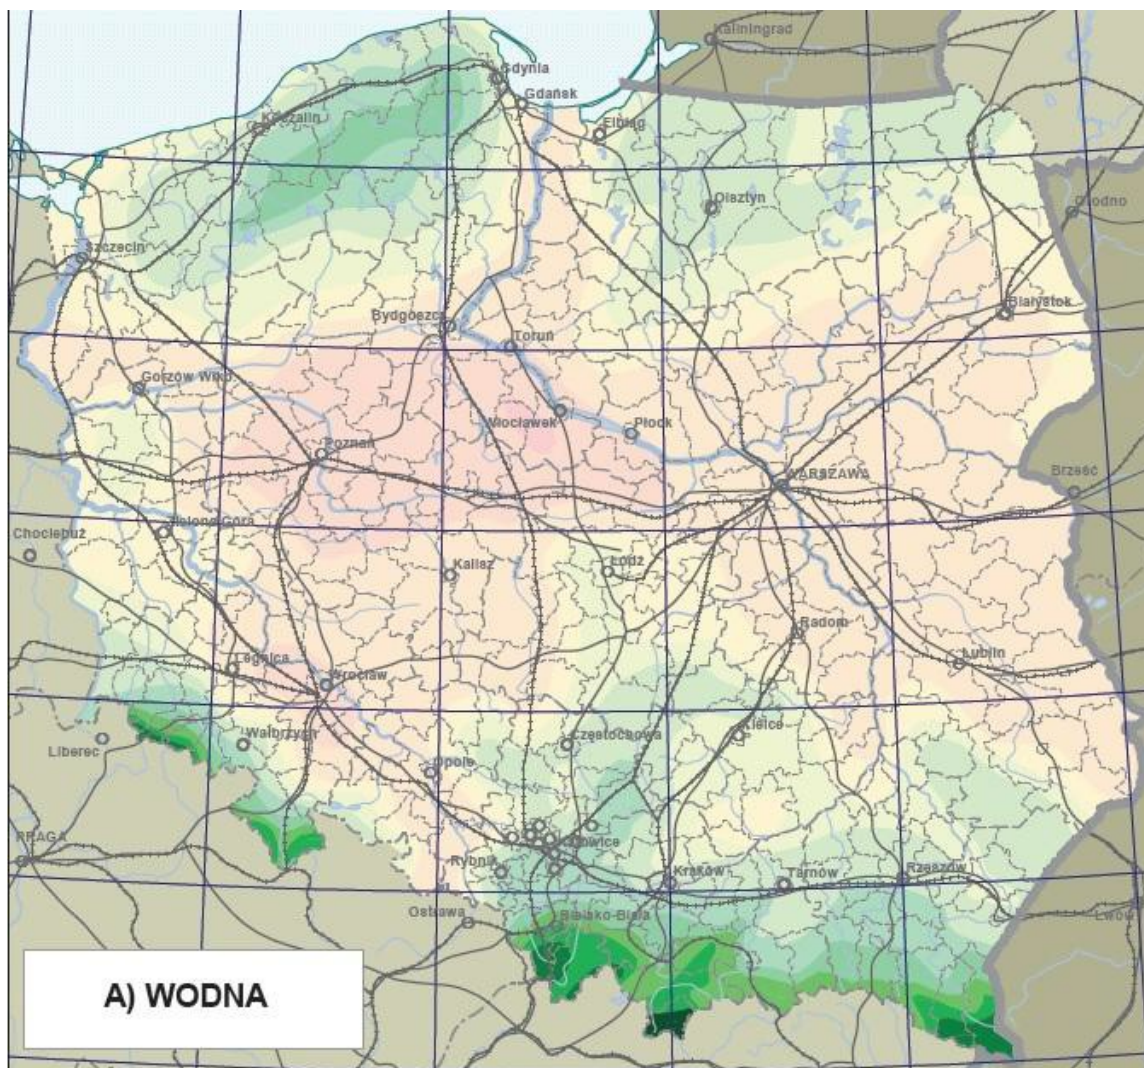 Kaliningrad
Gdynia
Gdańsk
Koszalin
Elbląg
Olsztyn
Grodno
Szczecin
Białystok
Bydgoszcz
Toruń
Gorzów Wlkp.
Włocławek
Płock
Poznań
WARSZAWA
Brześć
Zielona Góra
Chociebuż
Kalisz
Łódź
Radom
Lublin
Legnica
Wrocław
Kielce
Częstochowa
Wałbrzych
Liberec
Opole
PRAGA
Katowice
Rybnik
Kraków
Tarnów
Rzeszów
Ostrawa
Bielsko-Biała
Lwów
A) WODNA